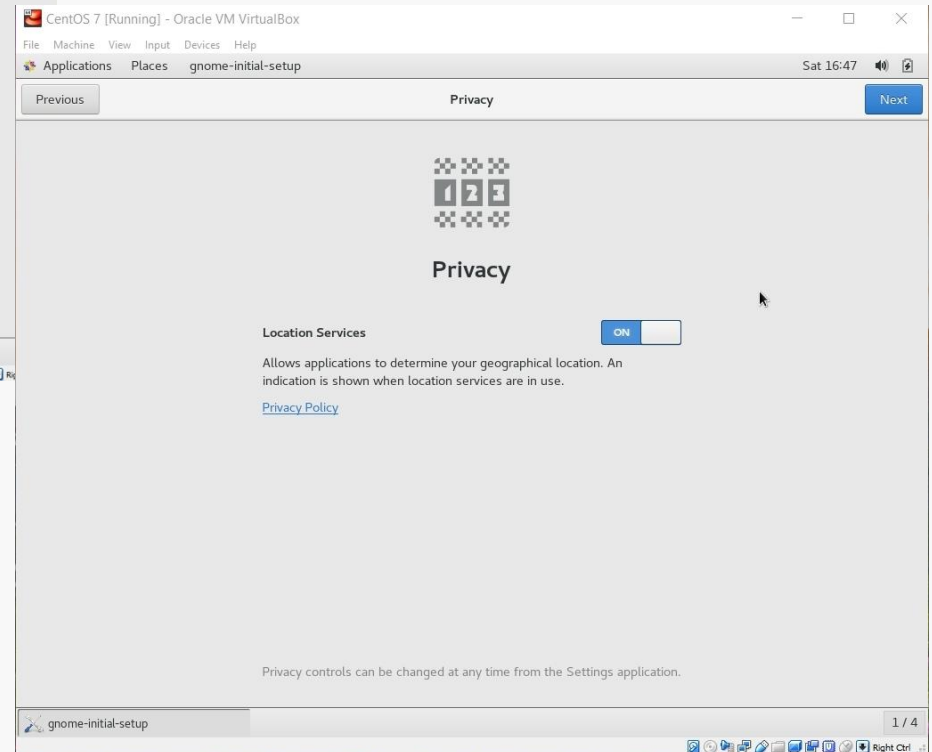 CentOS 7 [Running] - Oracle VM VirtualBox
File Machine View Input Devices Help
Applications Places gnome-initial-setup Sat 16:47
Previous Privacy Next
1 2 3
Privacy
Location Services ON
Allows applications to determine your geographical location. An
indication is shown when location services are in use.
Privacy Policy
Privacy controls can be changed at any time from the Settings application.
gnome-initial-setup 1 / 4
Right Ctrl